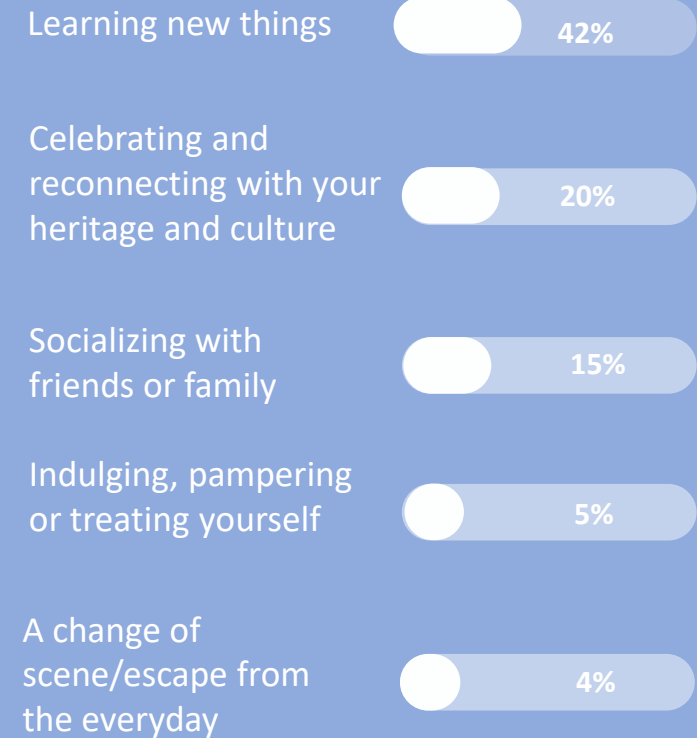 Learning new things
42%
Celebrating and
reconnecting with your
heritage and culture
20%
Socializing with
friends or family
15%
Indulging, pampering
or treating yourself
5%
A change of
scene/escape from
the everyday
4%